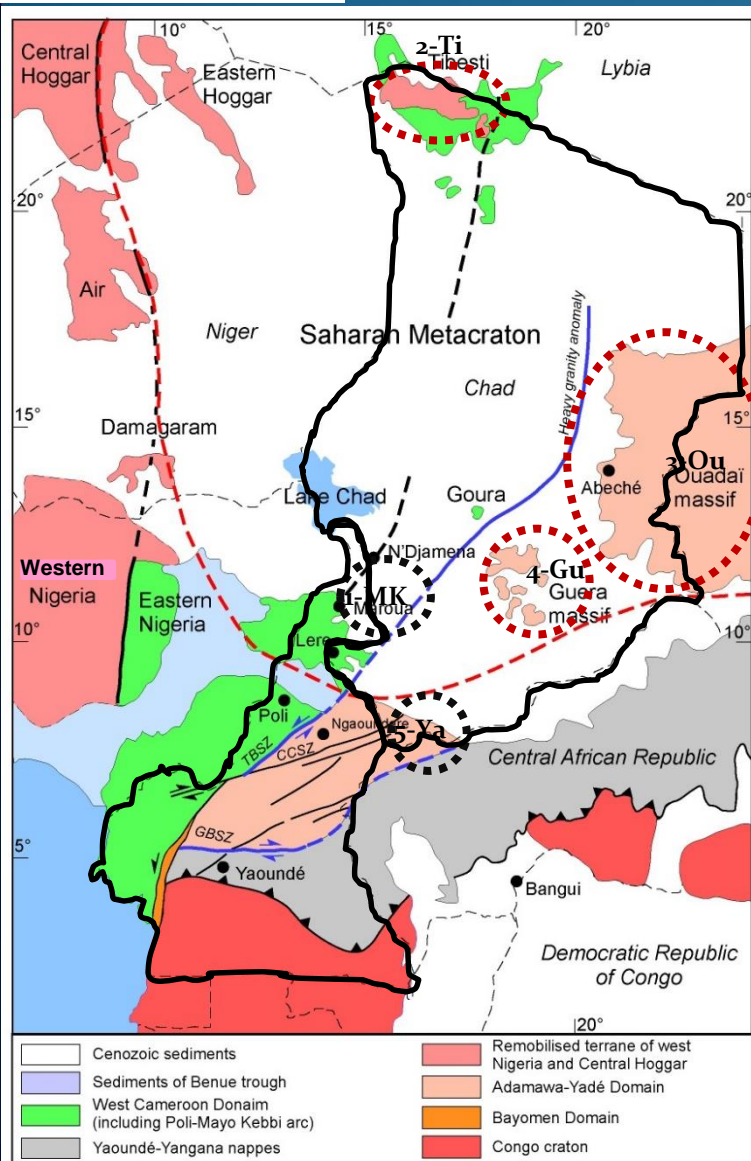 10°
15°
20°
Central
Hoggar
Eastern
Hoggar
2-Ti
Tibesti
Lybia
20°
20°
Air
Niger
Saharan Metacraton
Chad
Heavy granity anomaly
15°
15°
Damagaram
Lake Chad
Goura
Abeché
3-Ou
Ouadaï
massif
N'Djamena
Western
Nigeria
Eastern
Nigeria
1-MK
Maroua
4-Gu
Guera
massif
10°
10°
Lere
Poli
Ngaoundere
5-Ya
TBSZ
CCSZ
Central African Republic
GBSZ
5°
Yaoundé
Bangui
Democratic Republic
of Congo
20°
Cenozoic sediments
Sediments of Benue trough
West Cameroon Donaim
(including Poli-Mayo Kebbi arc)
Yaoundé-Yangana nappes
Remobilised terrane of west
Nigeria and Central Hoggar
Adamawa-Yadé Domain
Bayomen Domain
Congo craton